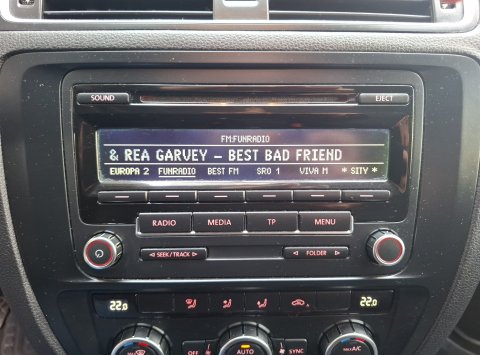 SOUND EJECT
FM:FUNRADIO
& REA GARVEY – BEST BAD FRIEND
EUROPA 2 FUNRADIO BEST FM SRO 1 VIVA M * SITY *
RADIO MEDIA TP MENU
◁ SEEK / TRACK ▷ ◁ FOLDER ▷
22.0 22.0
OFF AUTO SYNC
MAX A/C